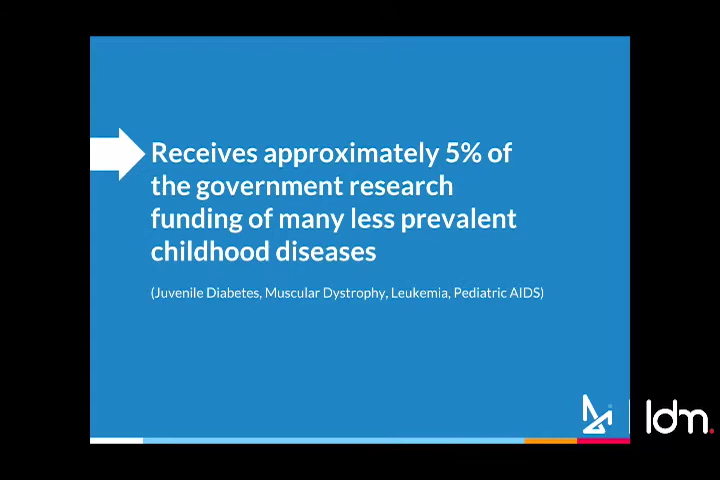 Receives approximately 5% of
the government research
funding of many less prevalent
childhood diseases
(Juvenile Diabetes, Muscular Dystrophy, Leukemia, Pediatric AIDS)
ldm.